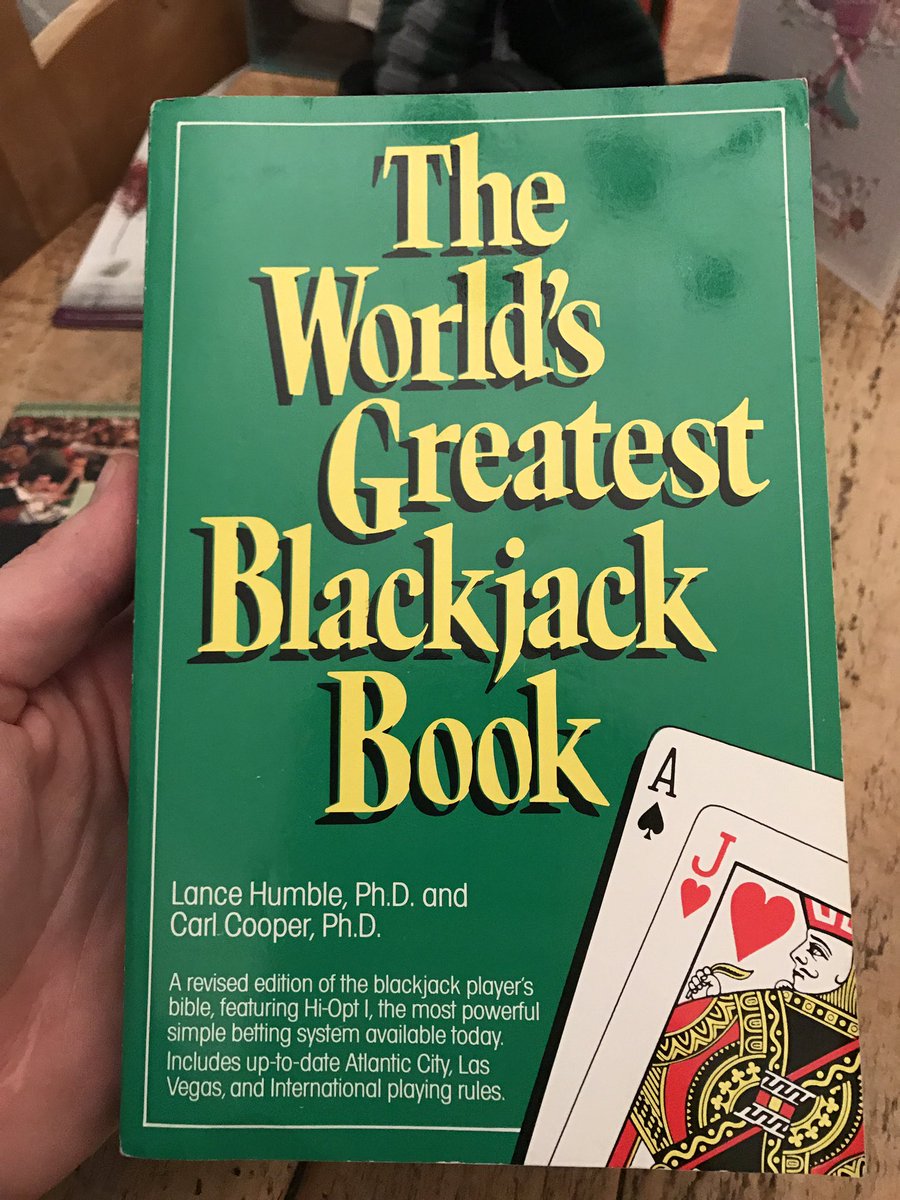 The
World's
Greatest
Blackjack
Book
Lance Humble, Ph.D. and
Carl Cooper, Ph.D.
A revised edition of the blackjack player's
bible, featuring Hi-Opt I, the most powerful
simple betting system available today.
Includes up-to-date Atlantic City, Las
Vegas, and International playing rules.
A
J